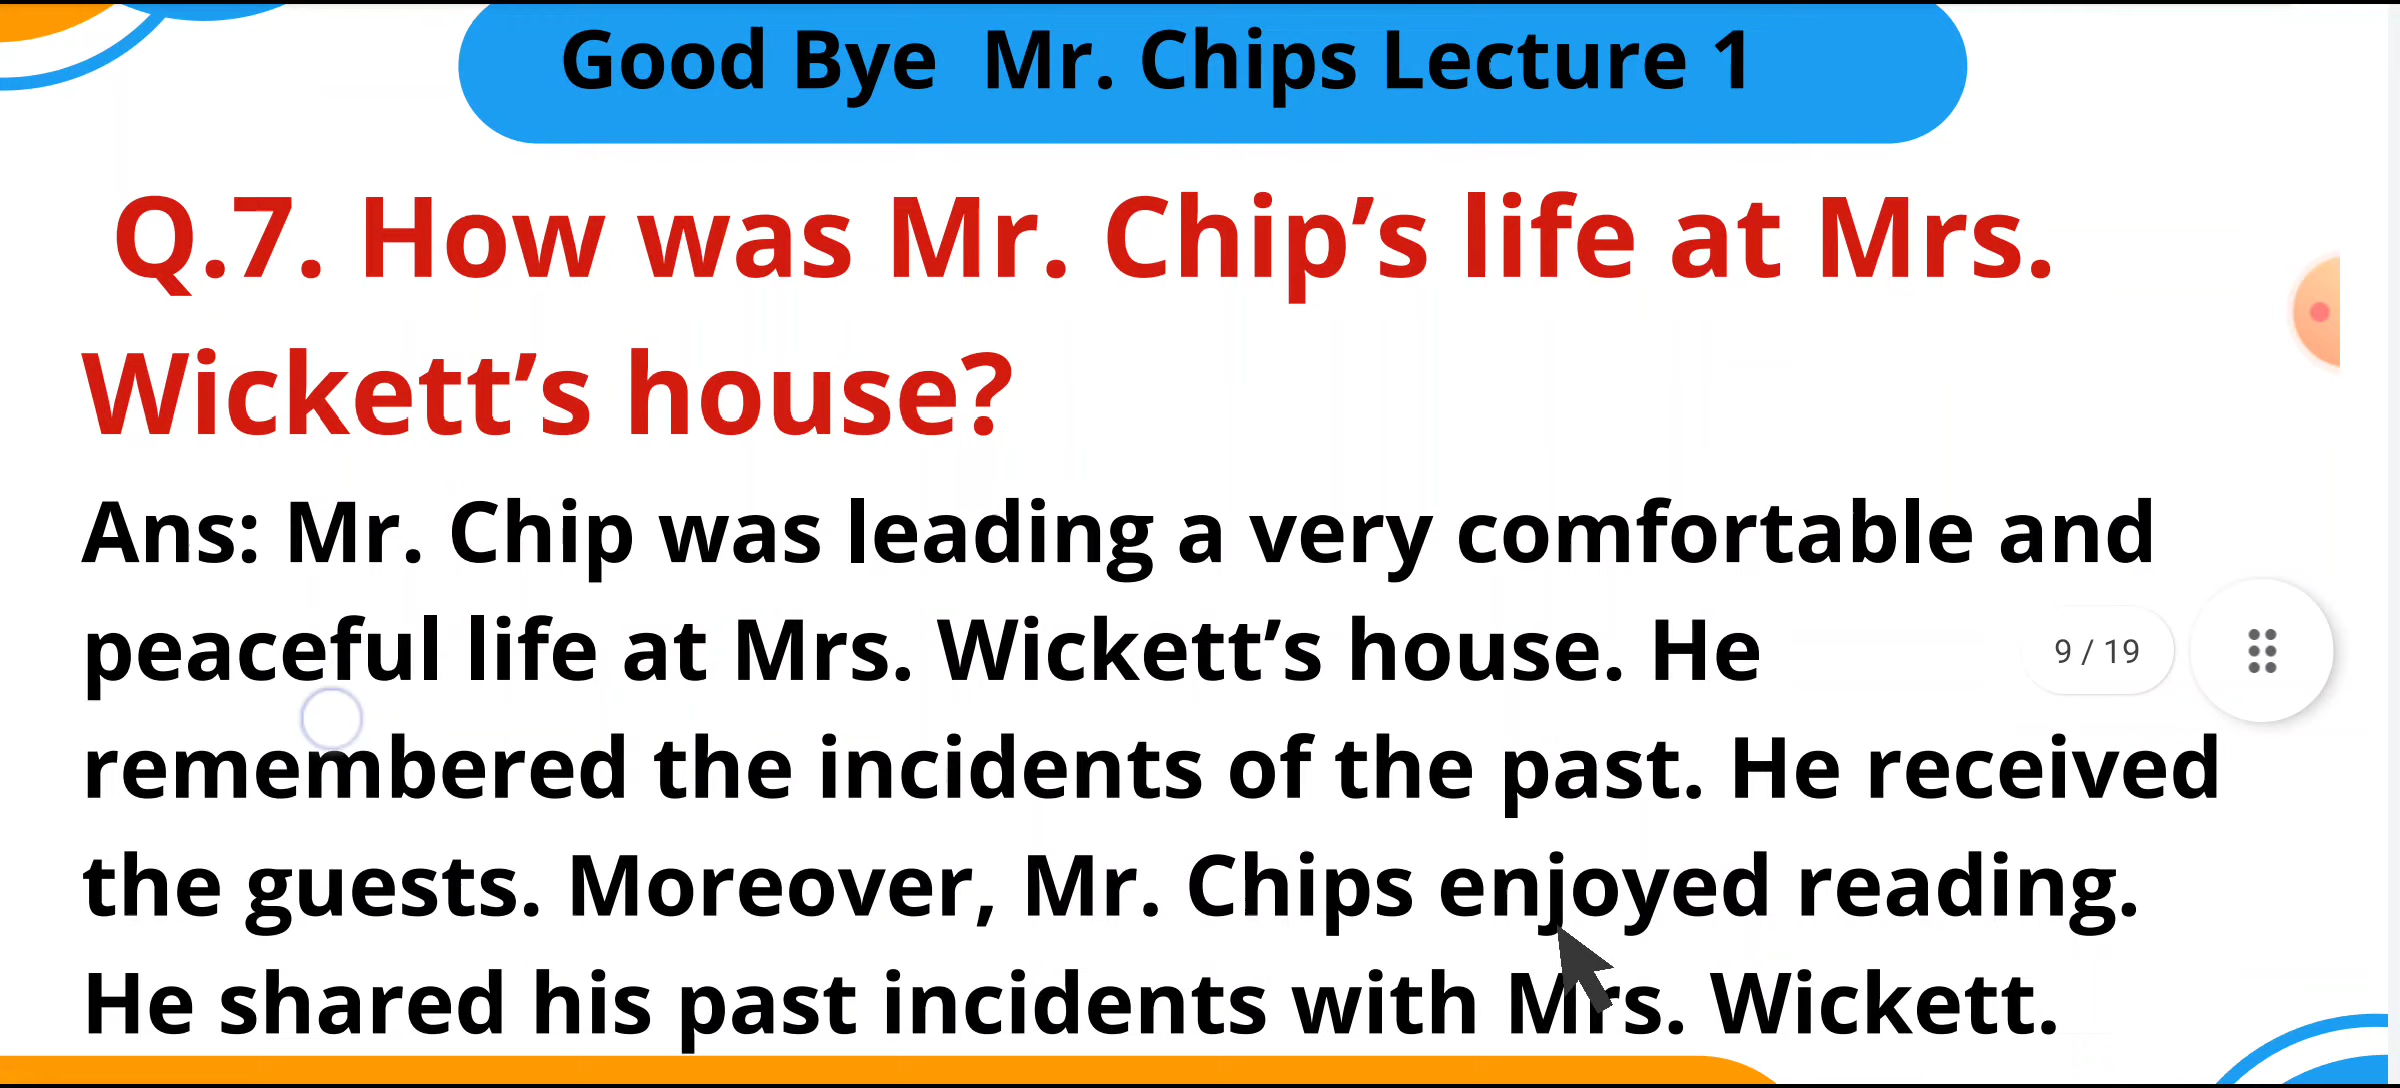 Good Bye Mr. Chips Lecture 1
Q.7. How was Mr. Chip’s life at Mrs.
Wickett’s house?
Ans: Mr. Chip was leading a very comfortable and
peaceful life at Mrs. Wickett’s house. He
9 / 19
remembered the incidents of the past. He received
the guests. Moreover, Mr. Chips enjoyed reading.
He shared his past incidents with Mrs. Wickett.